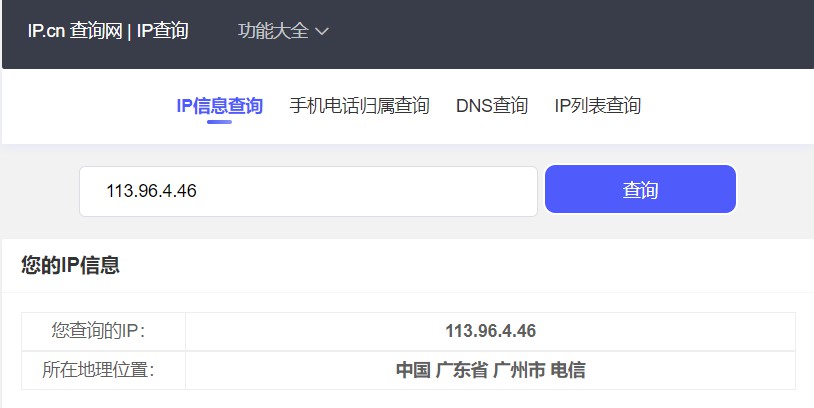 IP.cn 查询网 | IP查询 功能大全
IP信息查询 手机电话归属查询 DNS查询 IP列表查询
113.96.4.46 查询
您的IP信息
您查询的IP: 113.96.4.46
所在地理位置: 中国 广东省 广州市 电信